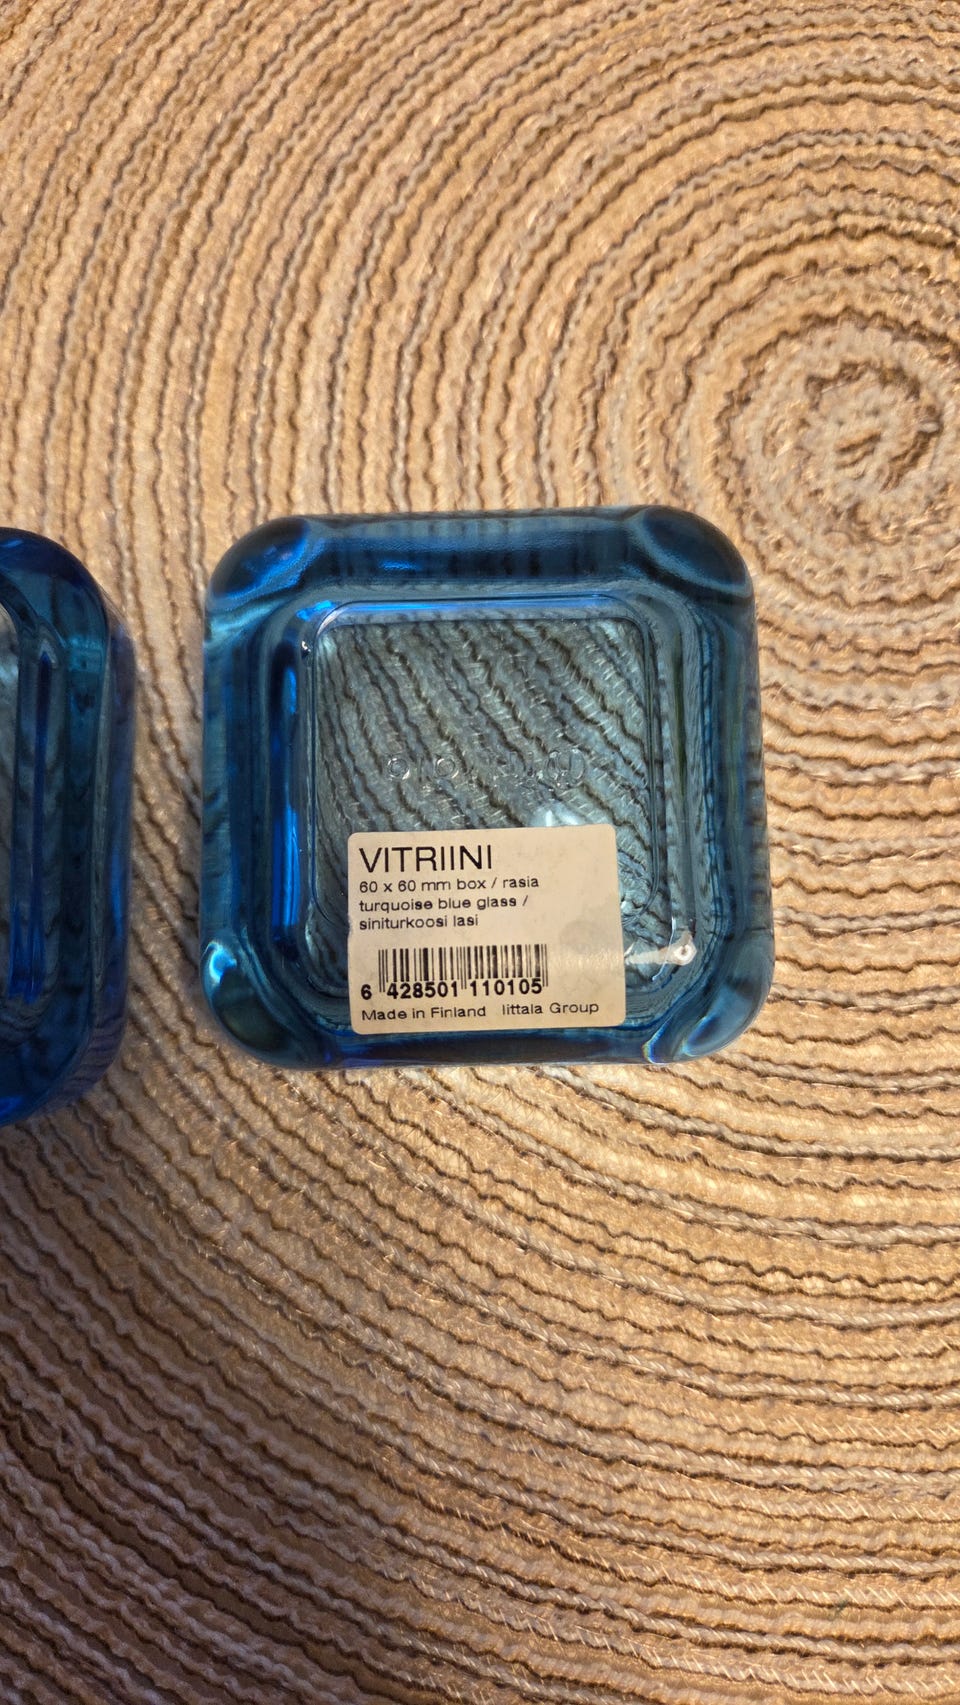 VITRIINI
60 x 60 mm box / rasia
turquoise blue glass /
siniturkoosi lasi
6 428501 110105
Made in Finland Iittala Group